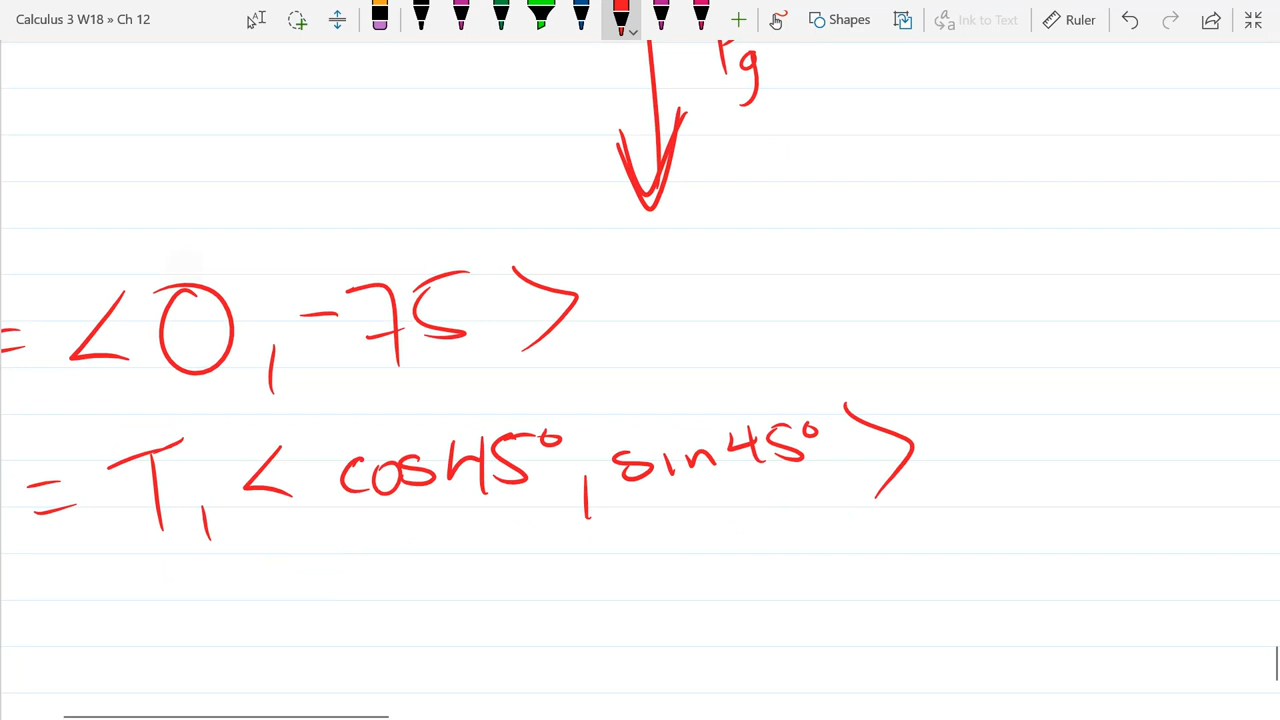 Calculus 3 W18 » Ch 12
Ink to Text
Shapes
Ruler
Fg
= <0, -75>
= T₁ < cos45°, sin45° >